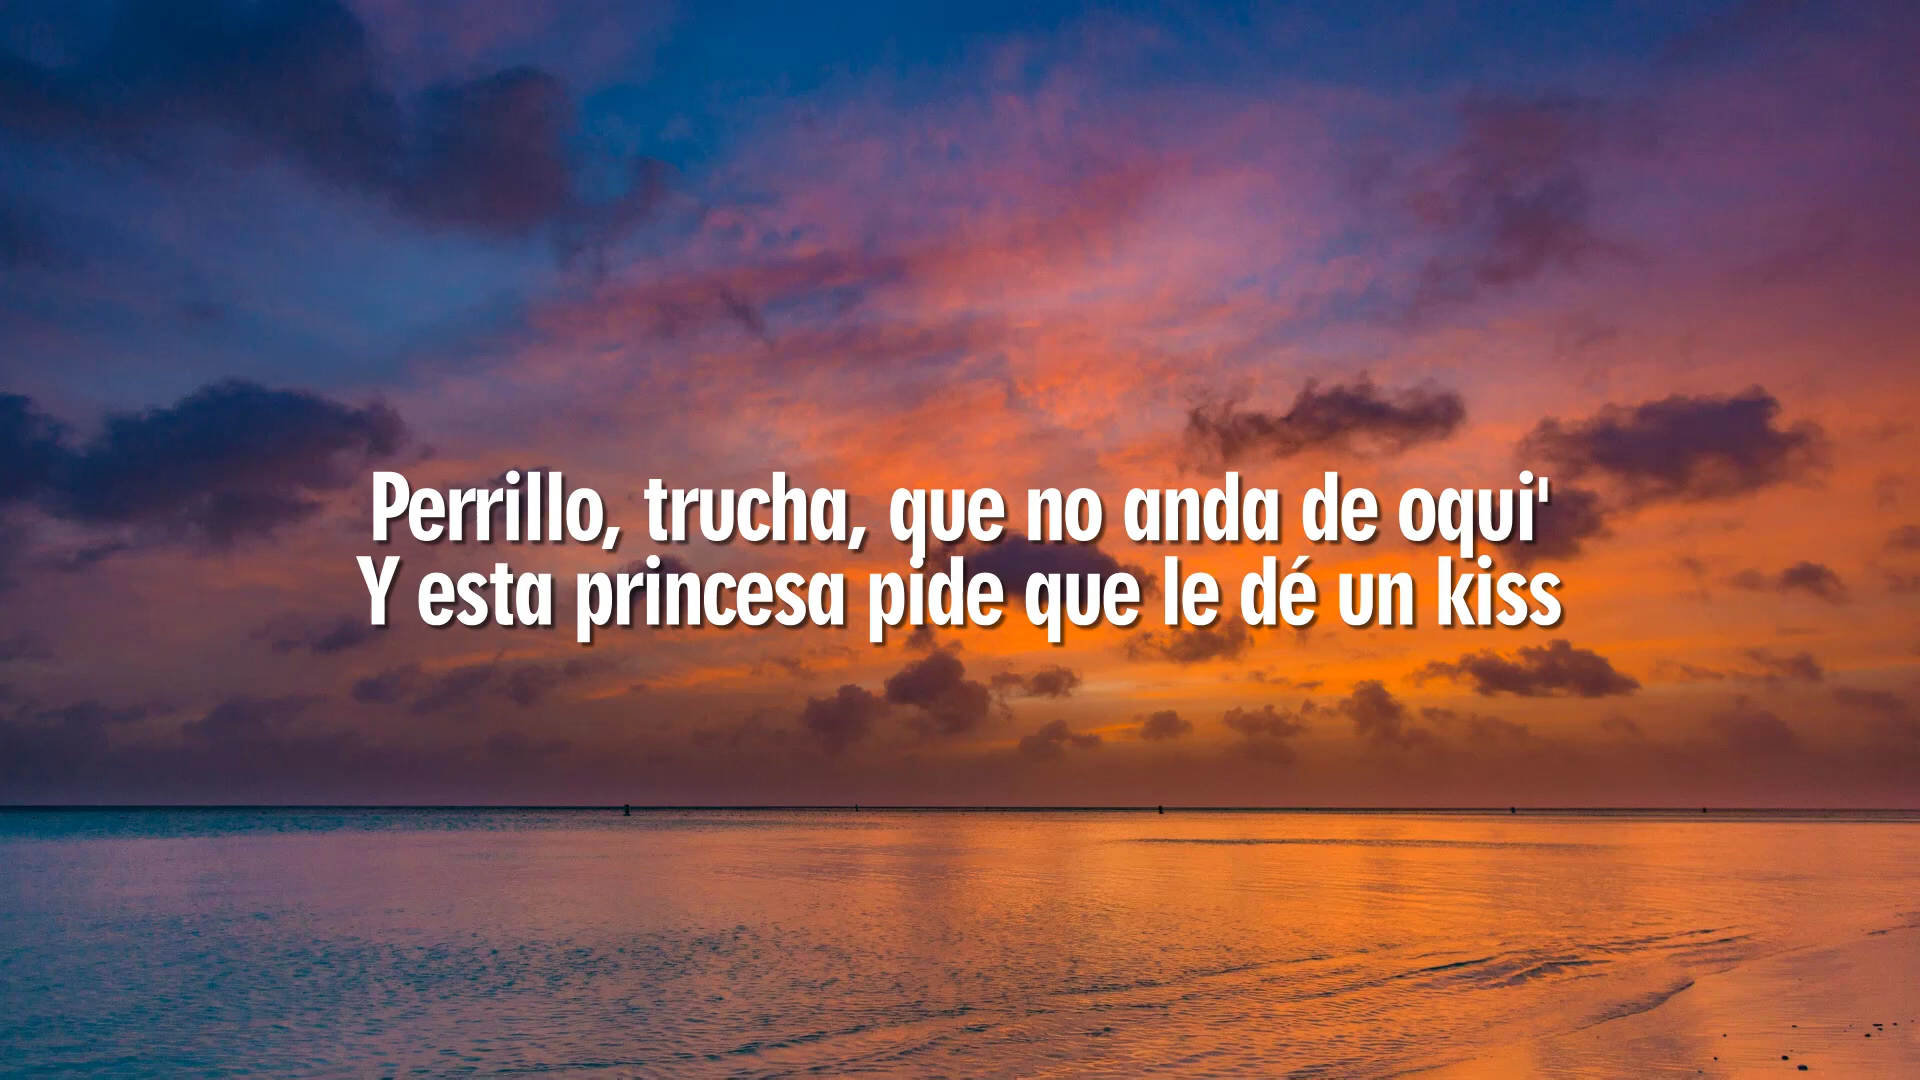 Perrillo, trucha, que no anda de oqui'
Y esta princesa pide que le dé un kiss